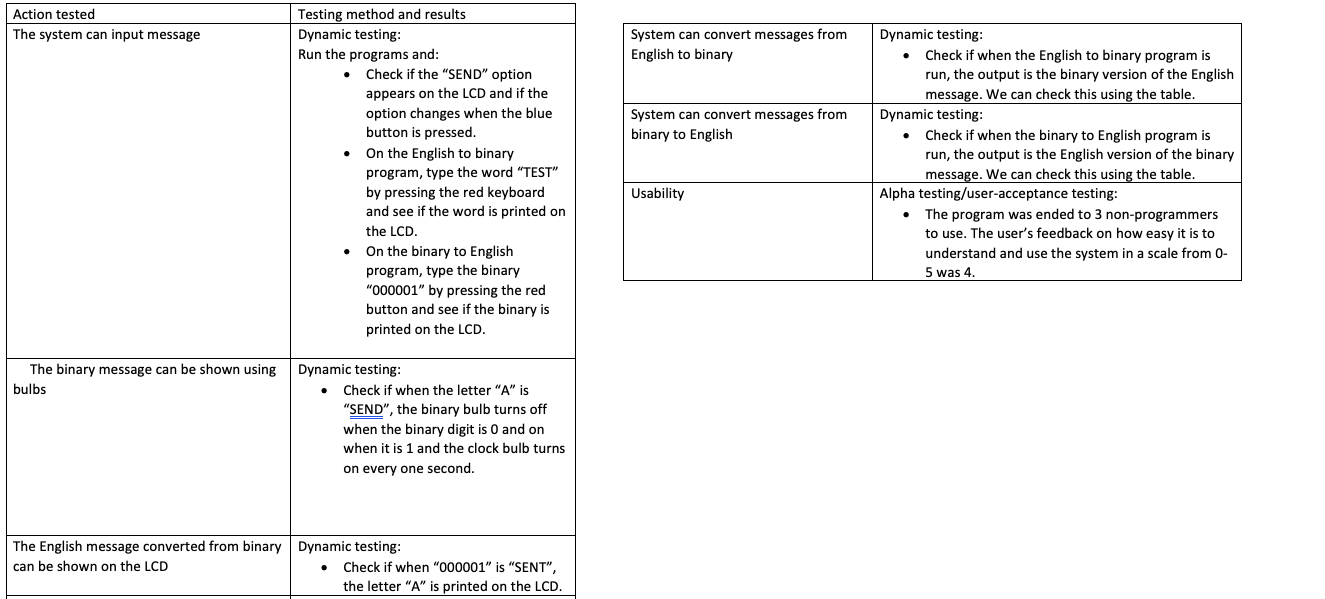 Action tested
Testing method and results
The system can input message
Dynamic testing:
Run the programs and:
• Check if the “SEND” option
appears on the LCD and if the
option changes when the blue
button is pressed.
• On the English to binary
program, type the word “TEST”
by pressing the red keyboard
and see if the word is printed on
the LCD.
• On the binary to English
program, type the binary
“000001” by pressing the red
button and see if the binary is
printed on the LCD.
The binary message can be shown using
bulbs
Dynamic testing:
• Check if when the letter “A” is
“SEND”, the binary bulb turns off
when the binary digit is 0 and on
when it is 1 and the clock bulb turns
on every one second.
The English message converted from binary
can be shown on the LCD
Dynamic testing:
• Check if when “000001” is “SENT”,
the letter “A” is printed on the LCD.
System can convert messages from
English to binary
Dynamic testing:
• Check if when the English to binary program is
run, the output is the binary version of the English
message. We can check this using the table.
System can convert messages from
binary to English
Dynamic testing:
• Check if when the binary to English program is
run, the output is the English version of the binary
message. We can check this using the table.
Usability
Alpha testing/user-acceptance testing:
• The program was ended to 3 non-programmers
to use. The user’s feedback on how easy it is to
understand and use the system in a scale from 0-
5 was 4.